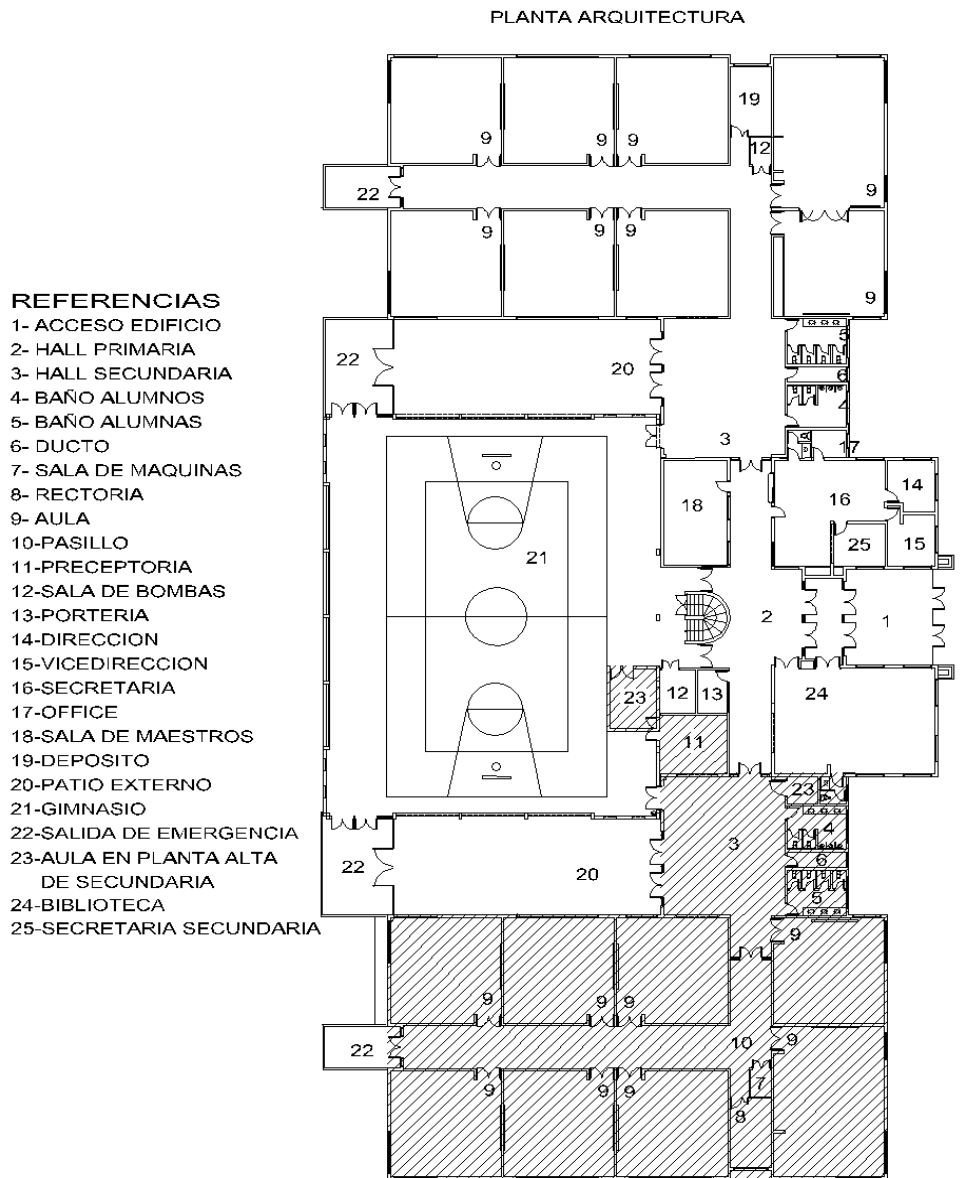 PLANTA ARQUITECTURA
REFERENCIAS
1- ACCESO EDIFICIO
2- HALL PRIMARIA
3- HALL SECUNDARIA
4- BAÑO ALUMNOS
5- BAÑO ALUMNAS
6- DUCTO
7- SALA DE MAQUINAS
8- RECTORIA
9- AULA
10-PASILLO
11-PRECEPTORIA
12-SALA DE BOMBAS
13-PORTERIA
14-DIRECCION
15-VICEDIRECCION
16-SECRETARIA
17-OFFICE
18-SALA DE MAESTROS
19-DEPOSITO
20-PATIO EXTERNO
21-GIMNASIO
22-SALIDA DE EMERGENCIA
23-AULA EN PLANTA ALTA
DE SECUNDARIA
24-BIBLIOTECA
25-SECRETARIA SECUNDARIA
19
9 9 9 12
22 9
9 9 9
9
5
22 20
6
4
3 17
16 14
18
25 15
21
2 1
23 12 13 24
11
23
3 4
22 20 6
5
9
9 9 9
22 10 9
7
9 9 9
8